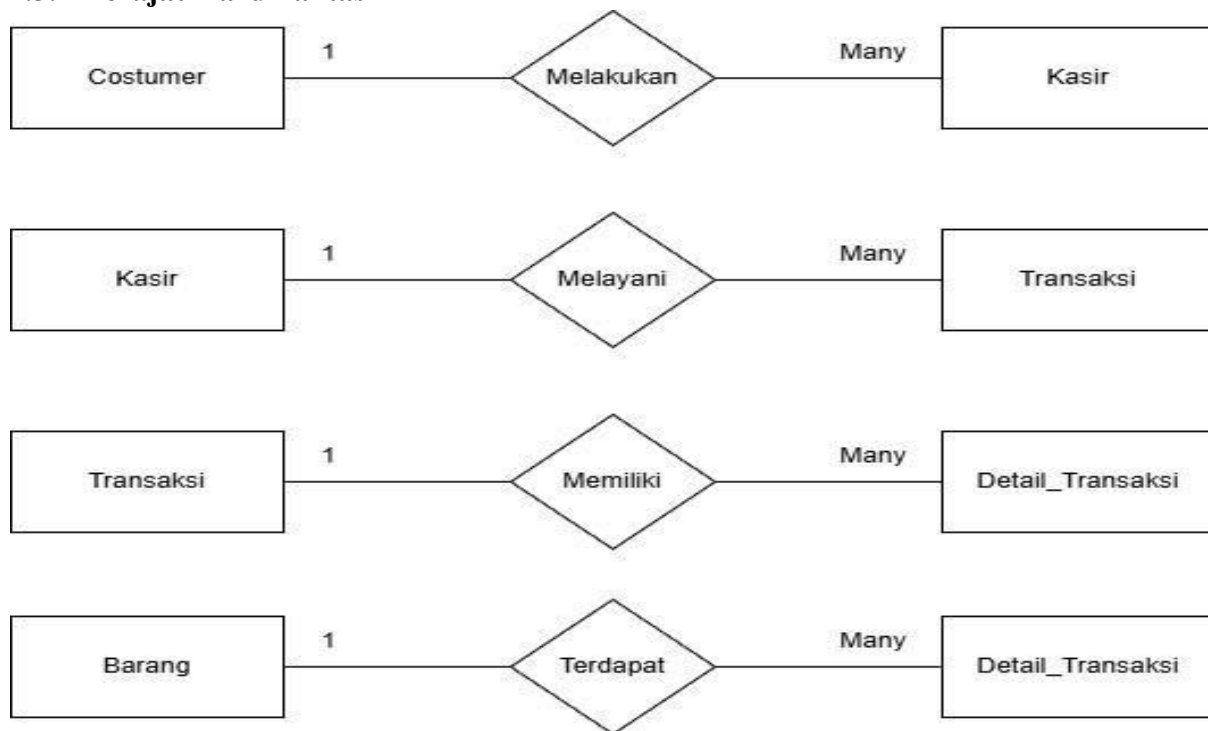 1 Many
Costumer Melakukan Kasir
1 Many
Kasir Melayani Transaksi
1 Many
Transaksi Memiliki Detail_Transaksi
1 Many
Barang Terdapat Detail_Transaksi